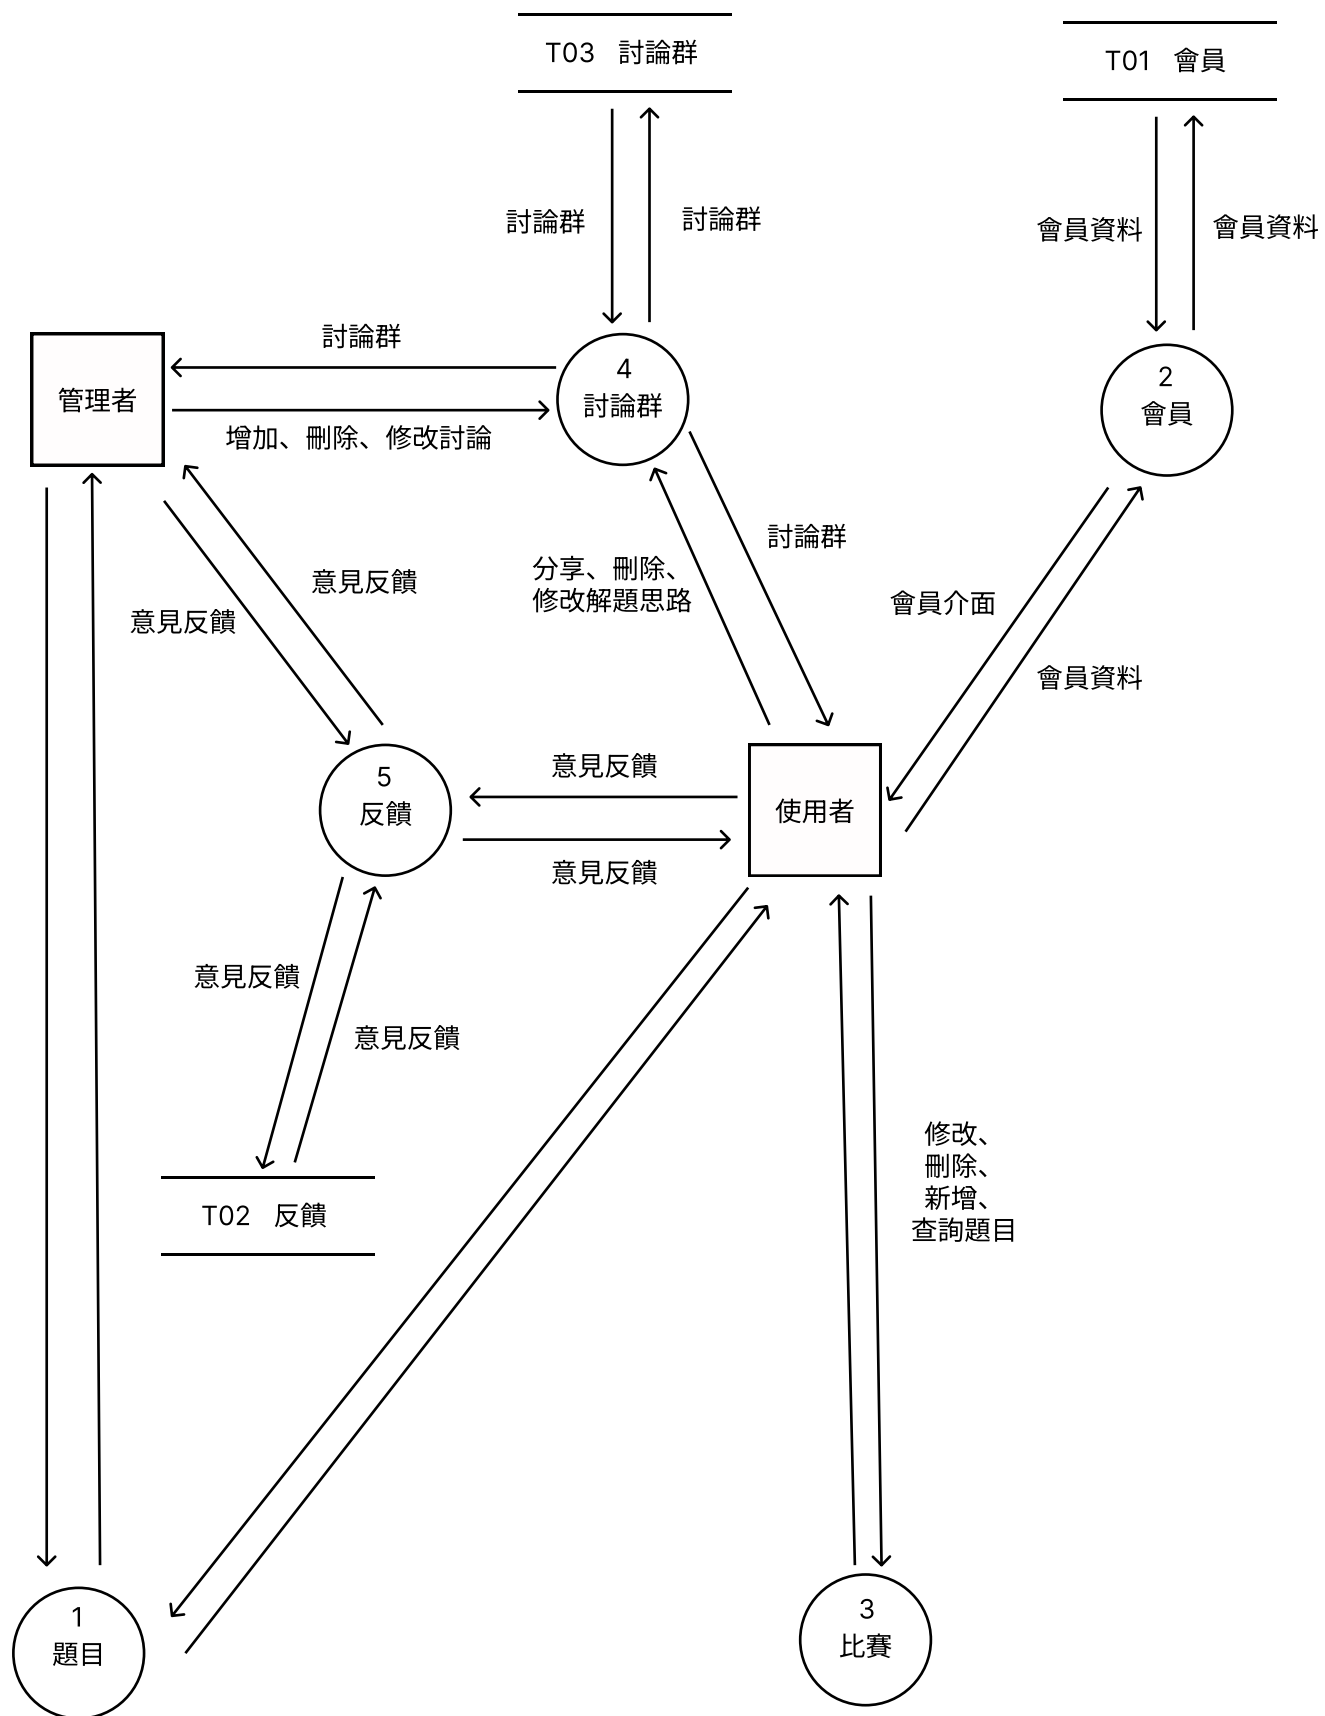 T03 討論群
T01 會員
討論群
討論群
會員資料
會員資料
討論群
管理者
4
討論群
2
會員
增加、刪除、修改討論
討論群
分享、刪除、
修改解題思路
意見反饋
意見反饋
會員介面
會員資料
意見反饋
5
反饋
使用者
意見反饋
意見反饋
意見反饋
修改、
刪除、
新增、
查詢題目
T02 反饋
1
題目
3
比賽